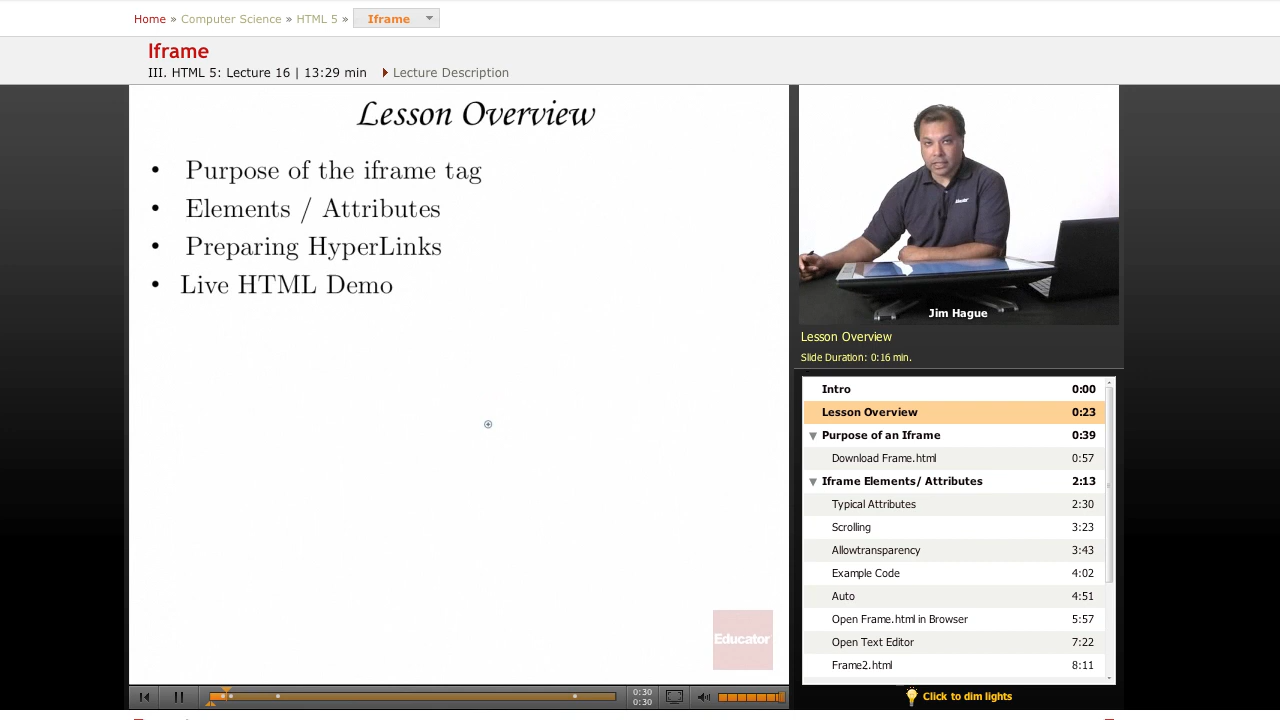 Home » Computer Science » HTML 5 » Iframe
Iframe
III. HTML 5: Lecture 16 | 13:29 min Lecture Description
Lesson Overview
• Purpose of the iframe tag
• Elements / Attributes
• Preparing HyperLinks
• Live HTML Demo
Educator
0:30
0:30
Jim Hague
Lesson Overview
Slide Duration: 0:16 min.
Intro 0:00
Lesson Overview 0:23
Purpose of an Iframe 0:39
Download Frame.html 0:57
Iframe Elements/ Attributes 2:13
Typical Attributes 2:30
Scrolling 3:23
Allowtransparency 3:43
Example Code 4:02
Auto 4:51
Open Frame.html in Browser 5:57
Open Text Editor 7:22
Frame2.html 8:11
Click to dim lights